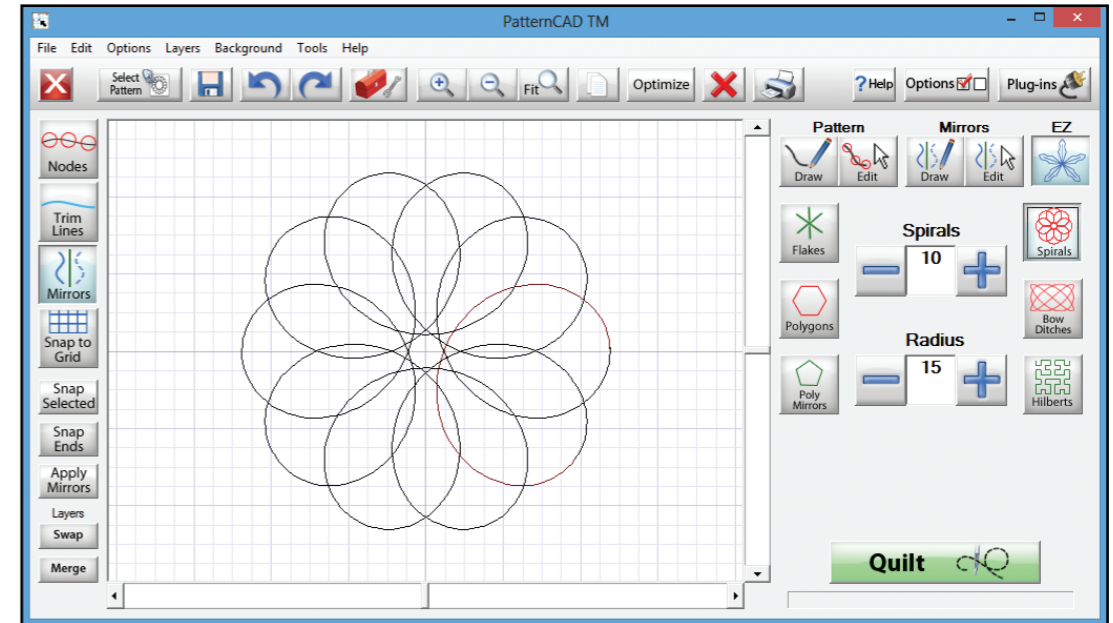 PatternCAD TM
File Edit Options Layers Background Tools Help
Select
Pattern
Fit
Optimize
? Help
Options
Plug-ins
Pattern Mirrors EZ
Draw Edit Draw Edit
Nodes
Trim
Lines
Mirrors
Snap to
Grid
Snap
Selected
Snap
Ends
Apply
Mirrors
Layers
Swap
Merge
Flakes
Spirals
10
Spirals
Polygons
Bow
Ditches
Radius
15
Poly
Mirrors
Hilberts
Quilt